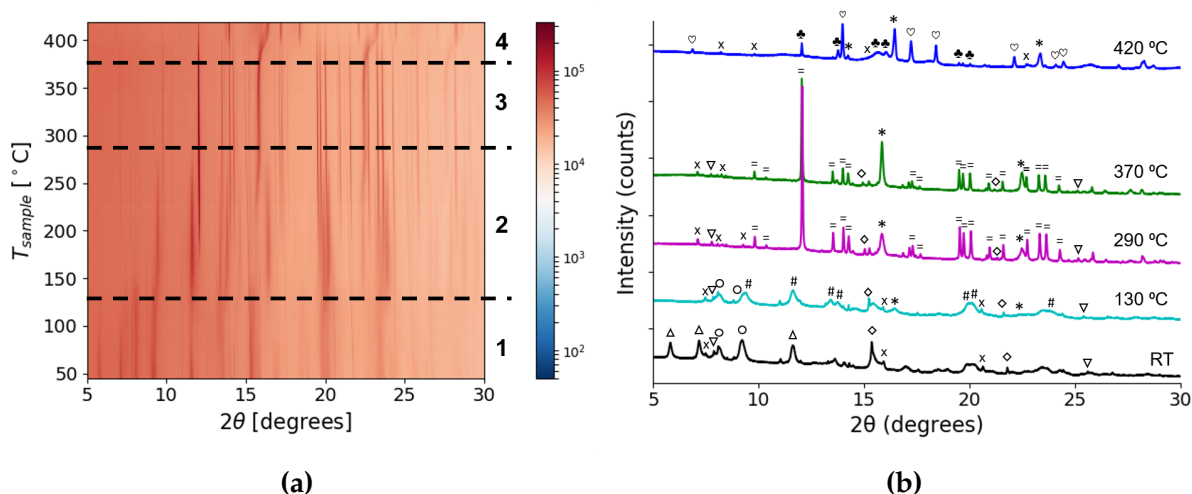 400
350
300
250
200
150
100
50
T_sample [°C]
5 10 15 20 25 30
2θ [degrees]
4
3
2
1
10^5
10^4
10^3
10^2
(a)
Intensity (counts)
♡ x x ♣ ♣ ♡ * x ♣ ♣ * ♡ ♡ ♣ ♣ ♡ x * ♡ ♡
420 ºC
x ▽ x = = = = = = ◇ * = = = = = = ◇ = * = = = = ▽
370 ºC
x ▽ x x = = = = = ◇ * = = = = = = ◇ = * = = = = ▽
290 ºC
x ▽ ○ ○ # # # # ◇ x * # # x ◇ * # ▽
130 ºC
△ △ x ▽ ○ ○ △ ◇ x x ◇ ▽
RT
5 10 15 20 25 30
2θ (degrees)
(b)